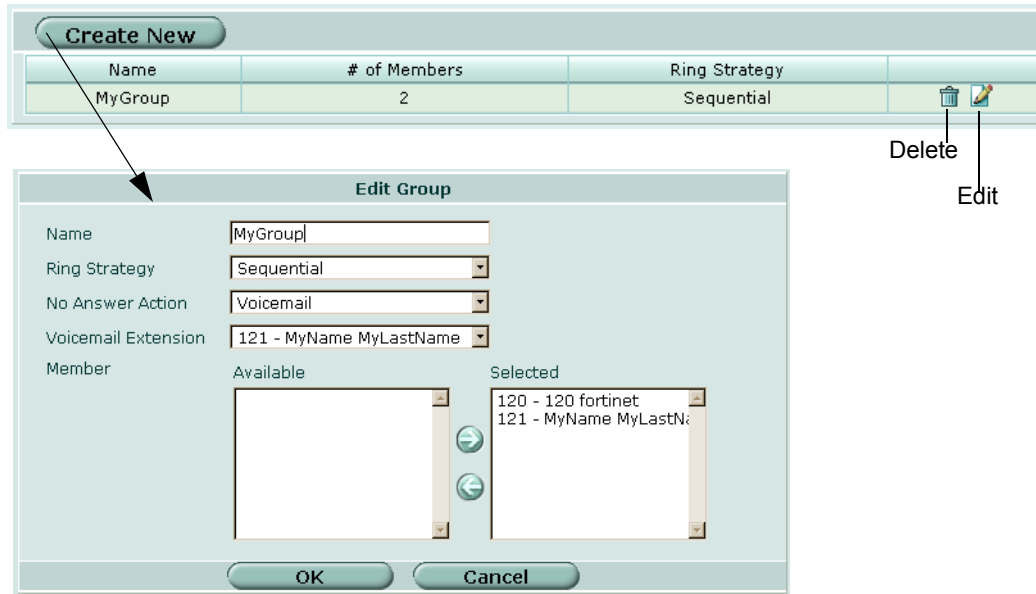 Create New
Name # of Members Ring Strategy
MyGroup 2 Sequential
Delete
Edit
Edit Group
Name MyGroup
Ring Strategy Sequential
No Answer Action Voicemail
Voicemail Extension 121 - MyName MyLastName
Member Available Selected
120 - 120 fortinet
121 - MyName MyLastNa
OK Cancel